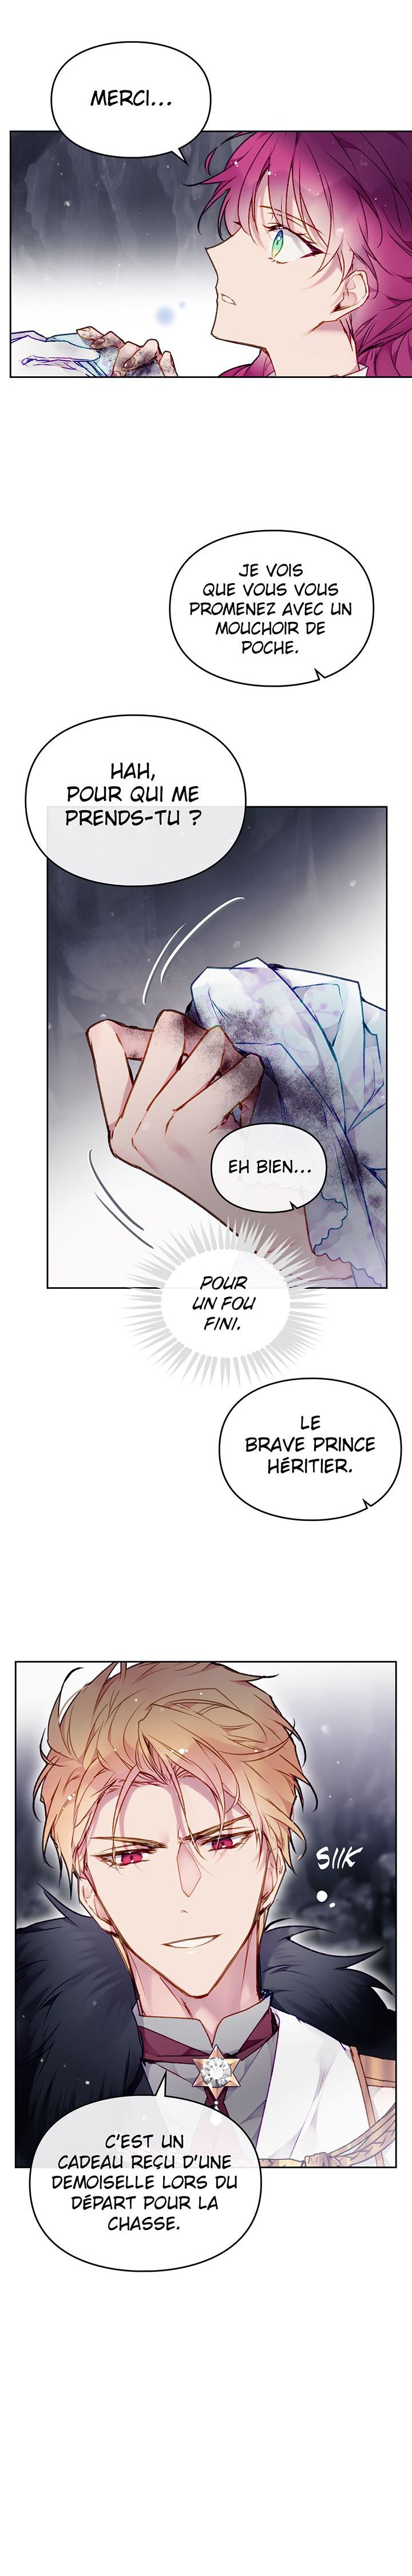 MERCI...
JE VOIS
QUE VOUS VOUS
PROMENEZ AVEC UN
MOUCHOIR DE
POCHE.
HAH,
POUR QUI ME
PRENDS-TU ?
EH BIEN...
POUR
UN FOU
FINI.
LE
BRAVE PRINCE
HÉRITIER.
SIIK
C'EST UN
CADEAU REÇU D'UNE
DEMOISELLE LORS DU
DÉPART POUR LA
CHASSE.